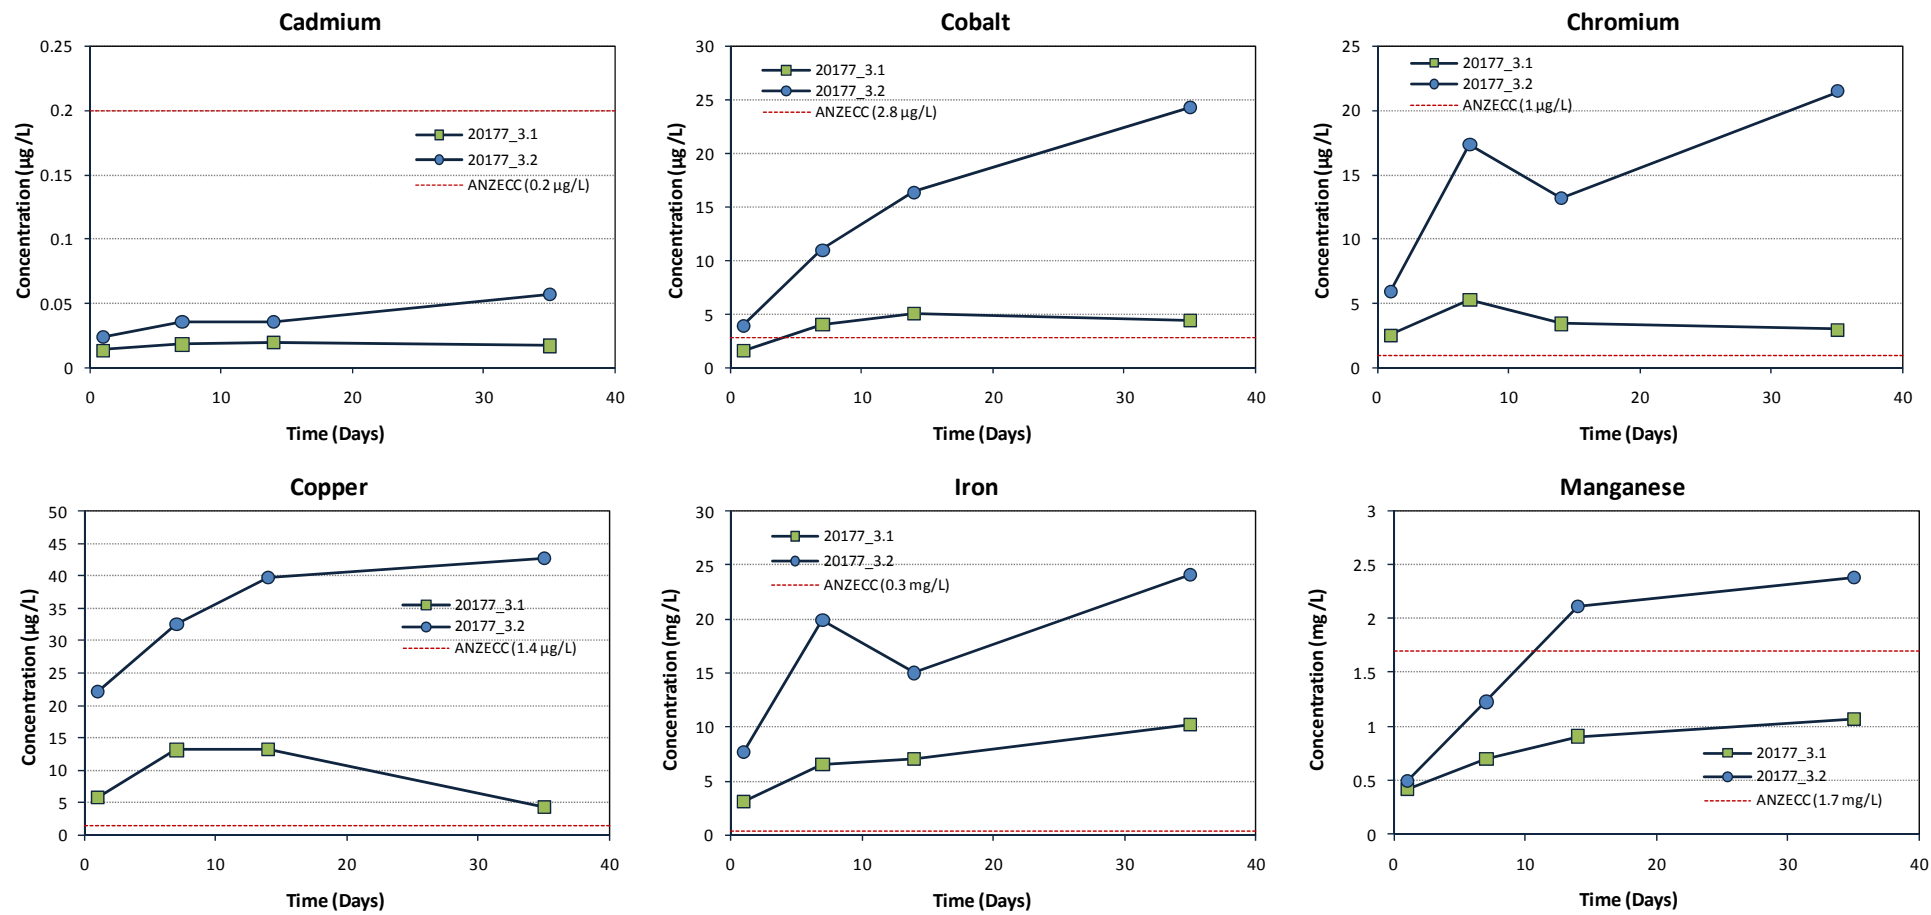 Cadmium
Concentration (µg /L)
0.25
0.2
0.15
0.1
0.05
0
20177_3.1
20177_3.2
ANZECC (0.2 µg/L)
0 10 20 30 40
Time (Days)
Cobalt
Concentration (µg /L)
30
25
20
15
10
5
0
20177_3.1
20177_3.2
ANZECC (2.8 µg/L)
0 10 20 30 40
Time (Days)
Chromium
Concentration (µg /L)
25
20
15
10
5
0
20177_3.1
20177_3.2
ANZECC (1 µg/L)
0 10 20 30 40
Time (Days)
Copper
Concentration (µg /L)
50
45
40
35
30
25
20
15
10
5
0
20177_3.1
20177_3.2
ANZECC (1.4 µg/L)
0 10 20 30 40
Time (Days)
Iron
Concentration (mg /L)
30
25
20
15
10
5
0
20177_3.1
20177_3.2
ANZECC (0.3 mg/L)
0 10 20 30 40
Time (Days)
Manganese
Concentration (mg /L)
3
2.5
2
1.5
1
0.5
0
20177_3.1
20177_3.2
ANZECC (1.7 mg/L)
0 10 20 30 40
Time (Days)